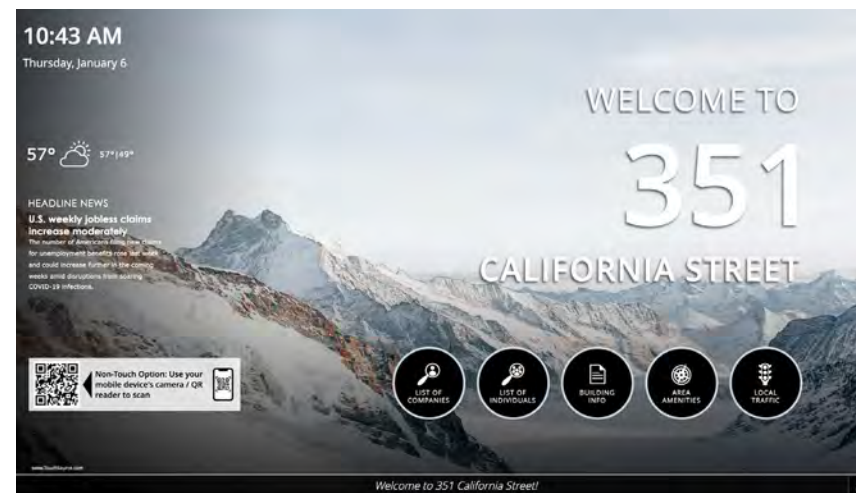 10:43 AM
Thursday, January 6
57°
57°|49°
HEADLINE NEWS
U.S. weekly jobless claims
increase moderately
The number of Americans filing new claims
for unemployment benefits rose last week
and could increase further in the coming
weeks amid disruptions from soaring
COVID-19 infections.
WELCOME TO
351
CALIFORNIA STREET
Non-Touch Option: Use your
mobile device's camera / QR
reader to scan
LIST OF
COMPANIES
LIST OF
INDIVIDUALS
BUILDING
INFO
AREA
AMENITIES
LOCAL
TRAFFIC
www.TouchSource.com
Welcome to 351 California Street!